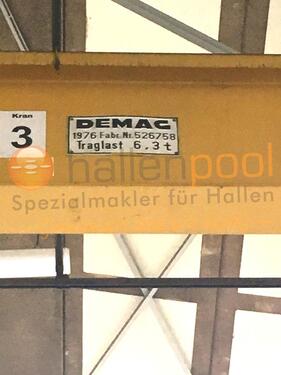 Kran
3
DEMAG
1976 Fabr. Nr. 526758
Traglast 6,3 t
hallenpool
Spezialmakler für Hallen